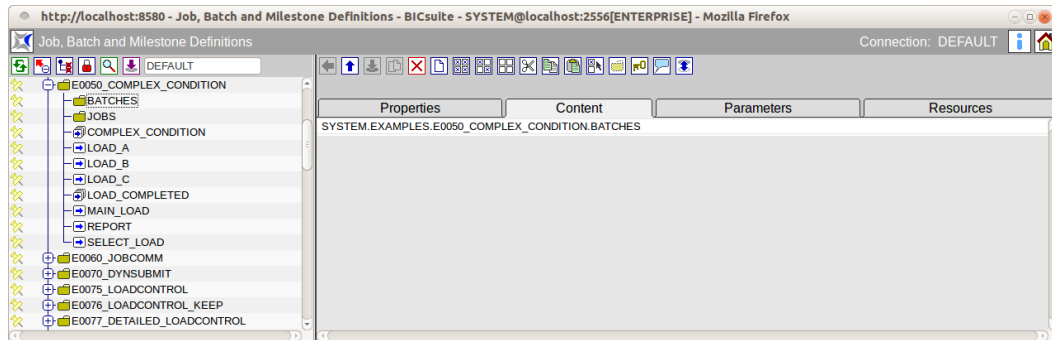 http://localhost:8580 - Job, Batch and Milestone Definitions - BICsuite - SYSTEM@localhost:2556[ENTERPRISE] - Mozilla Firefox
Job, Batch and Milestone Definitions
Connection: DEFAULT
DEFAULT
E0050_COMPLEX_CONDITION
BATCHES
JOBS
COMPLEX_CONDITION
LOAD_A
LOAD_B
LOAD_C
LOAD_COMPLETED
MAIN_LOAD
REPORT
SELECT_LOAD
E0060_JOBCOMM
E0070_DYNSUBMIT
E0075_LOADCONTROL
E0076_LOADCONTROL_KEEP
E0077_DETAILED_LOADCONTROL
Properties Content Parameters Resources
SYSTEM.EXAMPLES.E0050_COMPLEX_CONDITION.BATCHES